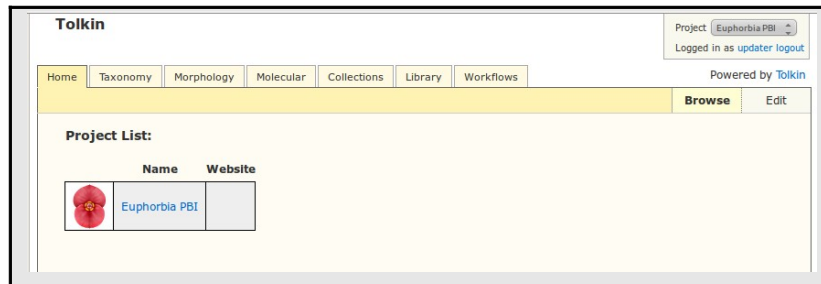 Tolkin
Project Euphorbia PBI
Logged in as updater logout
Home Taxonomy Morphology Molecular Collections Library Workflows
Powered by Tolkin
Browse Edit
Project List:
Name Website
Euphorbia PBI